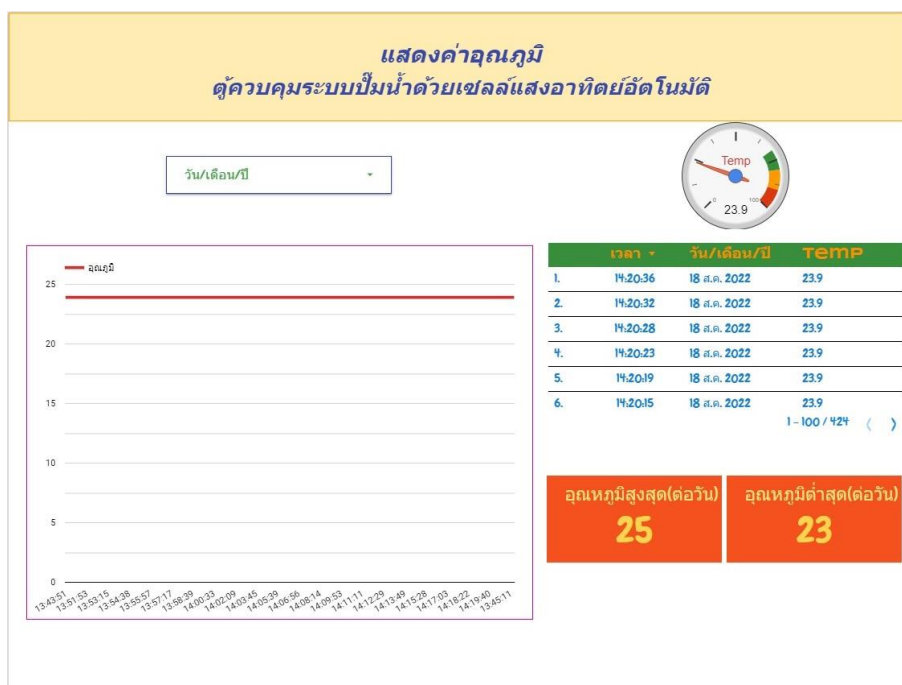 แสดงค่าอุณภูมิ
ตู้ควบคุมระบบปั๊มน้ำด้วยเซลล์แสงอาทิตย์อัตโนมัติ
วัน/เดือน/ปี
Temp
0
100
23.9
อุณภูมิ
25
20
15
10
5
0
13:43:51
13:51:53
13:53:15
13:54:38
13:55:57
13:57:17
13:58:39
14:00:33
14:02:09
14:03:45
14:05:39
14:06:56
14:08:14
14:09:53
14:11:11
14:12:29
14:13:49
14:15:28
14:17:03
14:18:22
14:19:40
13:45:11
เวลา วัน/เดือน/ปี Temp
1. 14:20:36 18 ส.ค. 2022 23.9
2. 14:20:32 18 ส.ค. 2022 23.9
3. 14:20:28 18 ส.ค. 2022 23.9
4. 14:20:23 18 ส.ค. 2022 23.9
5. 14:20:19 18 ส.ค. 2022 23.9
6. 14:20:15 18 ส.ค. 2022 23.9
1 - 100 / 424
อุณหภูมิสูงสุด(ต่อวัน)
25
อุณหภูมิต่ำสุด(ต่อวัน)
23